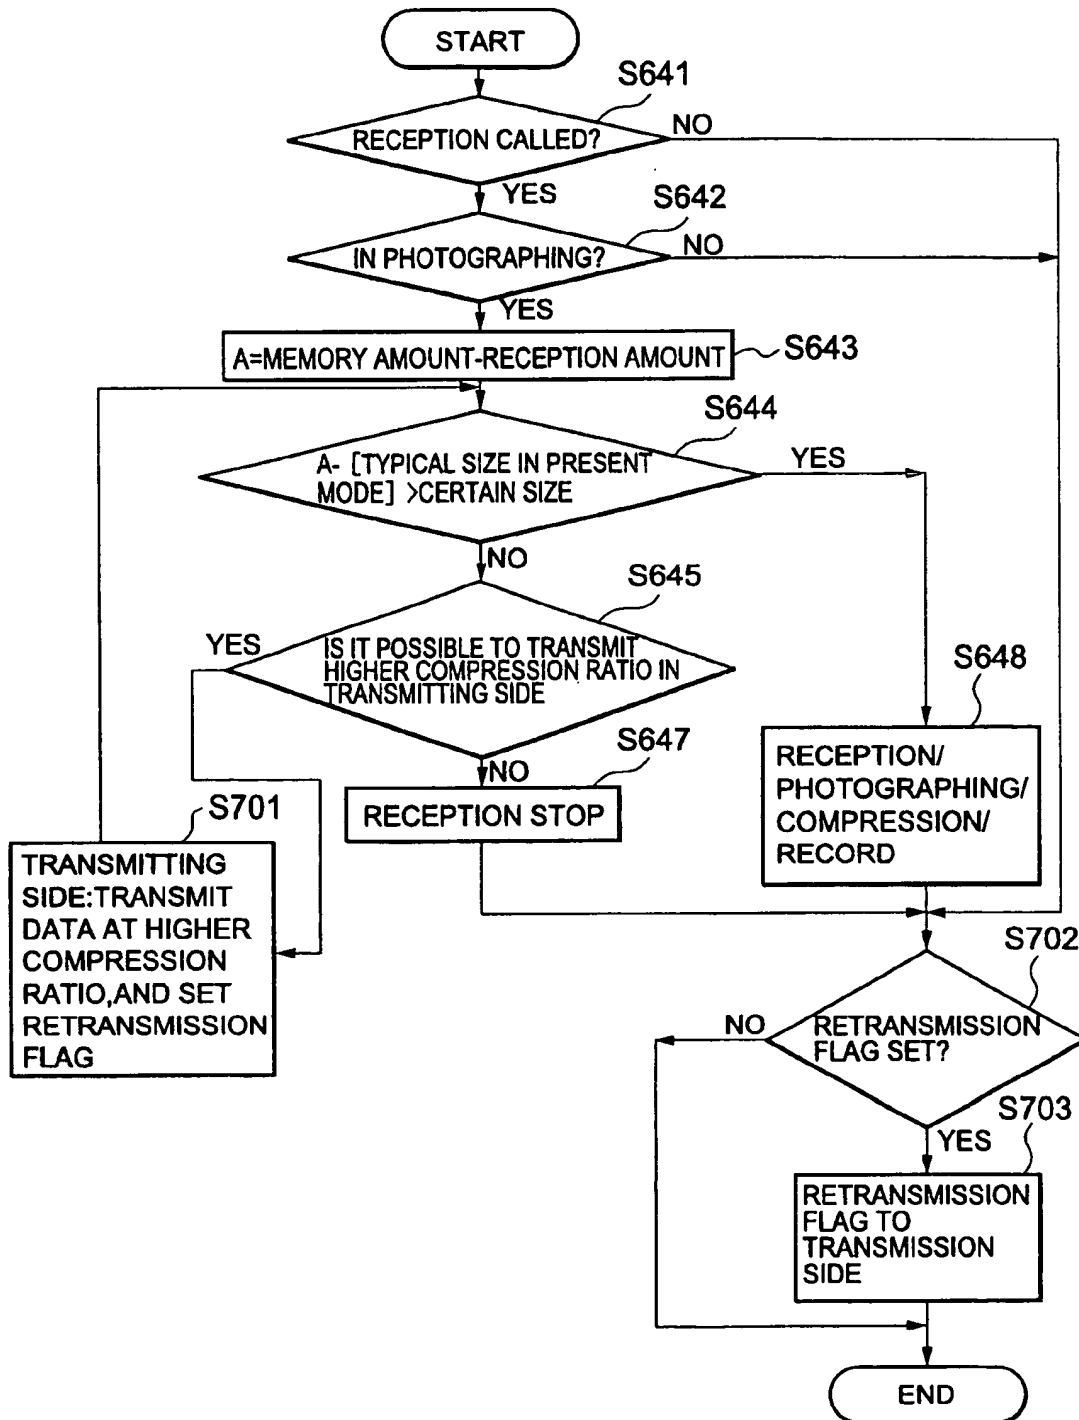 START
S641
RECEPTION CALLED?
NO
YES
S642
IN PHOTOGRAPHING?
NO
YES
A=MEMORY AMOUNT-RECEPTION AMOUNT
S643
S644
A- [TYPICAL SIZE IN PRESENT
MODE] >CERTAIN SIZE
YES
NO
S645
YES
IS IT POSSIBLE TO TRANSMIT
HIGHER COMPRESSION RATIO IN
TRANSMITTING SIDE
S648
NO
S647
RECEPTION STOP
RECEPTION/
PHOTOGRAPHING/
COMPRESSION/
RECORD
S701
TRANSMITTING
SIDE:TRANSMIT
DATA AT HIGHER
COMPRESSION
RATIO,AND SET
RETRANSMISSION
FLAG
S702
NO
RETRANSMISSION
FLAG SET?
S703
YES
RETRANSMISSION
FLAG TO
TRANSMISSION
SIDE
END